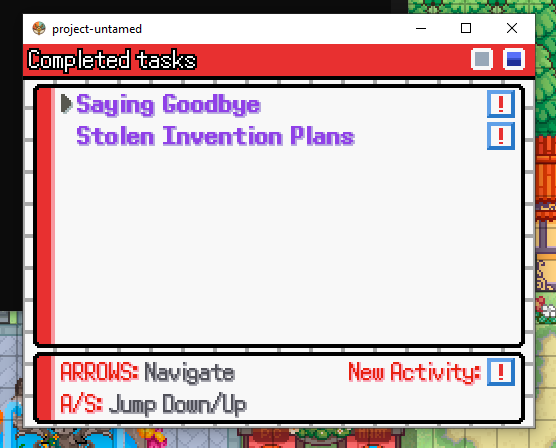 project-untamed
Completed tasks
Saying Goodbye !
Stolen Invention Plans !
ARROWS: Navigate New Activity: !
A/S: Jump Down/Up